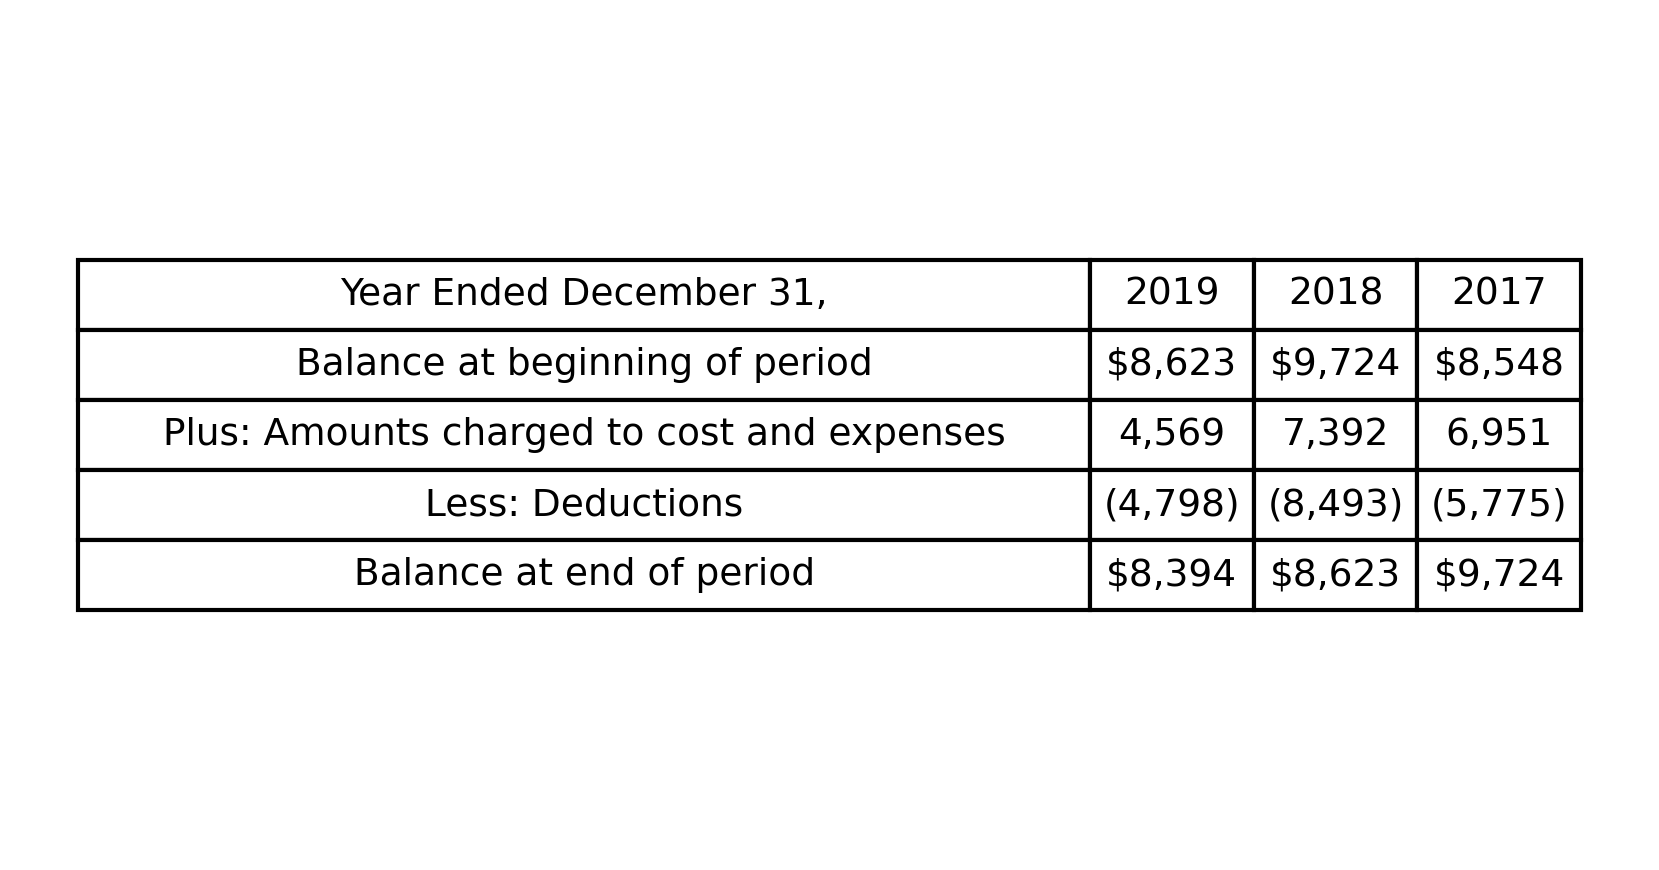 Year Ended December 31, 2019 2018 2017
Balance at beginning of period $8,623 $9,724 $8,548
Plus: Amounts charged to cost and expenses 4,569 7,392 6,951
Less: Deductions (4,798) (8,493) (5,775)
Balance at end of period $8,394 $8,623 $9,724